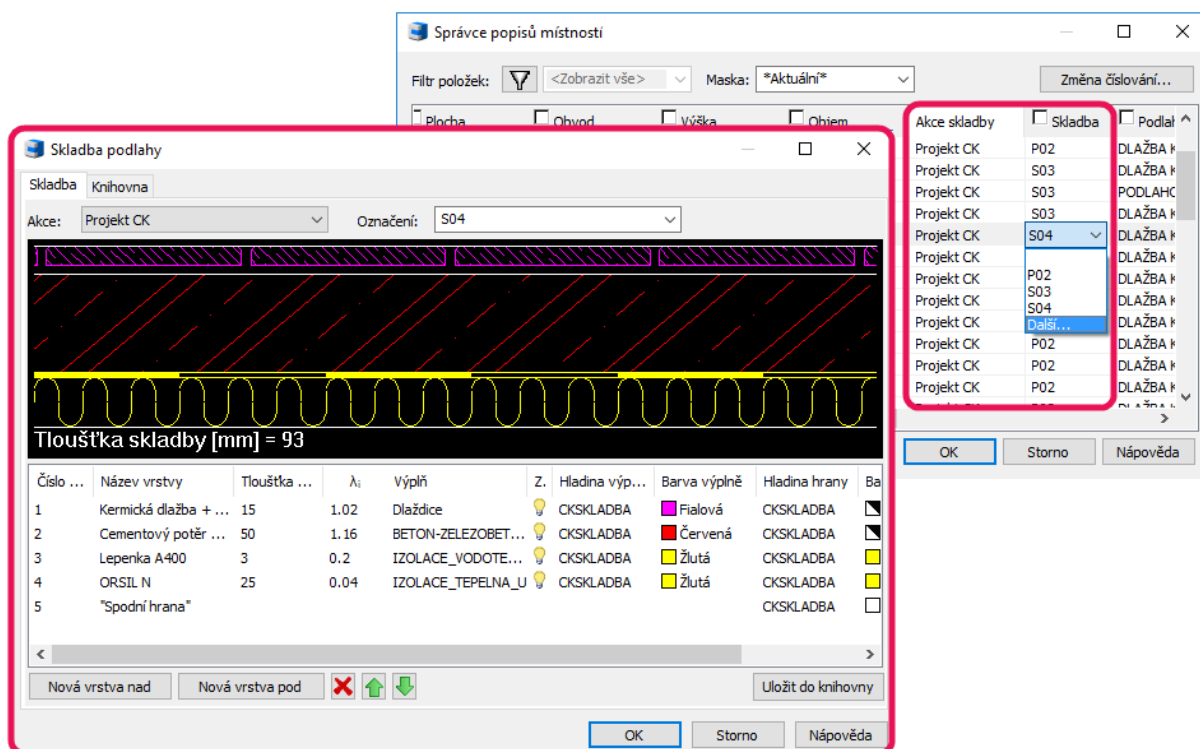 Správce popisů místností
Filtr položek: <Zobrazit vše> Maska: *Aktuální* Změna číslování...
Plocha Obvod Výška Objem Akce skladby Skladba Podlah
Projekt CK P02 DLAŽBA K
Projekt CK S03 DLAŽBA K
Projekt CK S03 PODLAHO
Projekt CK S03 DLAŽBA K
Projekt CK S04 DLAŽBA K
Projekt CK DLAŽBA K
Projekt CK P02 DLAŽBA K
Projekt CK S03 DLAŽBA K
S04
Projekt CK Další... DLAŽBA K
Projekt CK P02 DLAŽBA K
Projekt CK P02 DLAŽBA K
Projekt CK P02 DLAŽBA K
OK Storno Nápověda
Skladba podlahy
Skladba Knihovna
Akce: Projekt CK Označení: S04
Tloušťka skladby [mm] = 93
Číslo ... Název vrstvy Tloušťka ... λi Výplň Z. Hladina výp... Barva výplně Hladina hrany Ba
1 Kermická dlažba + ... 15 1.02 Dlaždice CKSKLADBA Fialová CKSKLADBA
2 Cementový potěr ... 50 1.16 BETON-ZELEZOBET... CKSKLADBA Červená CKSKLADBA
3 Lepenka A400 3 0.2 IZOLACE_VODOTE... CKSKLADBA Žlutá CKSKLADBA
4 ORSIL N 25 0.04 IZOLACE_TEPELNA_U CKSKLADBA Žlutá CKSKLADBA
5 "Spodní hrana" CKSKLADBA
Nová vrstva nad Nová vrstva pod Uložit do knihovny
OK Storno Nápověda